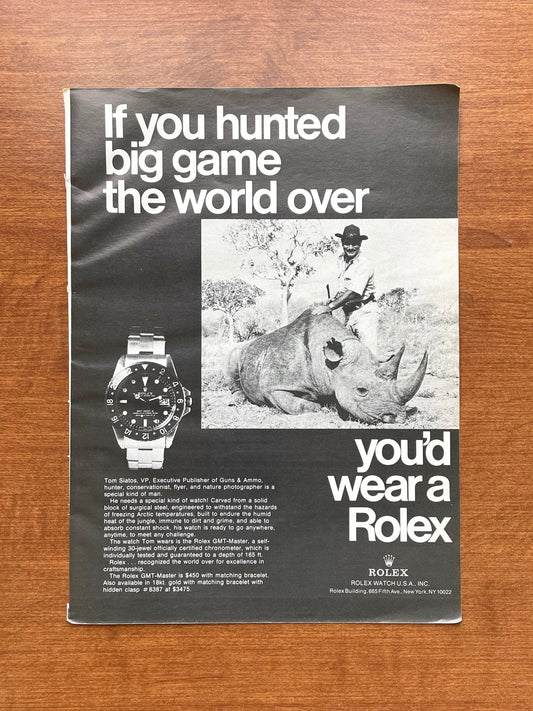 If you hunted
big game
the world over
you'd
wear a
Rolex
Tom Siatos, VP, Executive Publisher of Guns & Ammo,
hunter, conservationist, flyer, and nature photographer is a
special kind of man.
He needs a special kind of watch! Carved from a solid
block of surgical steel, engineered to withstand the hazards
of freezing Arctic temperatures, built to endure the humid
heat of the jungle, immune to dirt and grime, and able to
absorb constant shock, his watch is ready to go anywhere,
anytime, to meet any challenge.
The watch Tom wears is the Rolex GMT-Master, a self-
winding 30-jewel officially certified chronometer, which is
individually tested and guaranteed to a depth of 165 ft.
Rolex . . . recognized the world over for excellence in
craftsmanship.
The Rolex GMT-Master is $450 with matching bracelet.
Also available in 18kt. gold with matching bracelet with
hidden clasp #8387 at $3475.
ROLEX
ROLEX WATCH U.S.A., INC.
Rolex Building, 665 Fifth Ave., New York, NY 10022